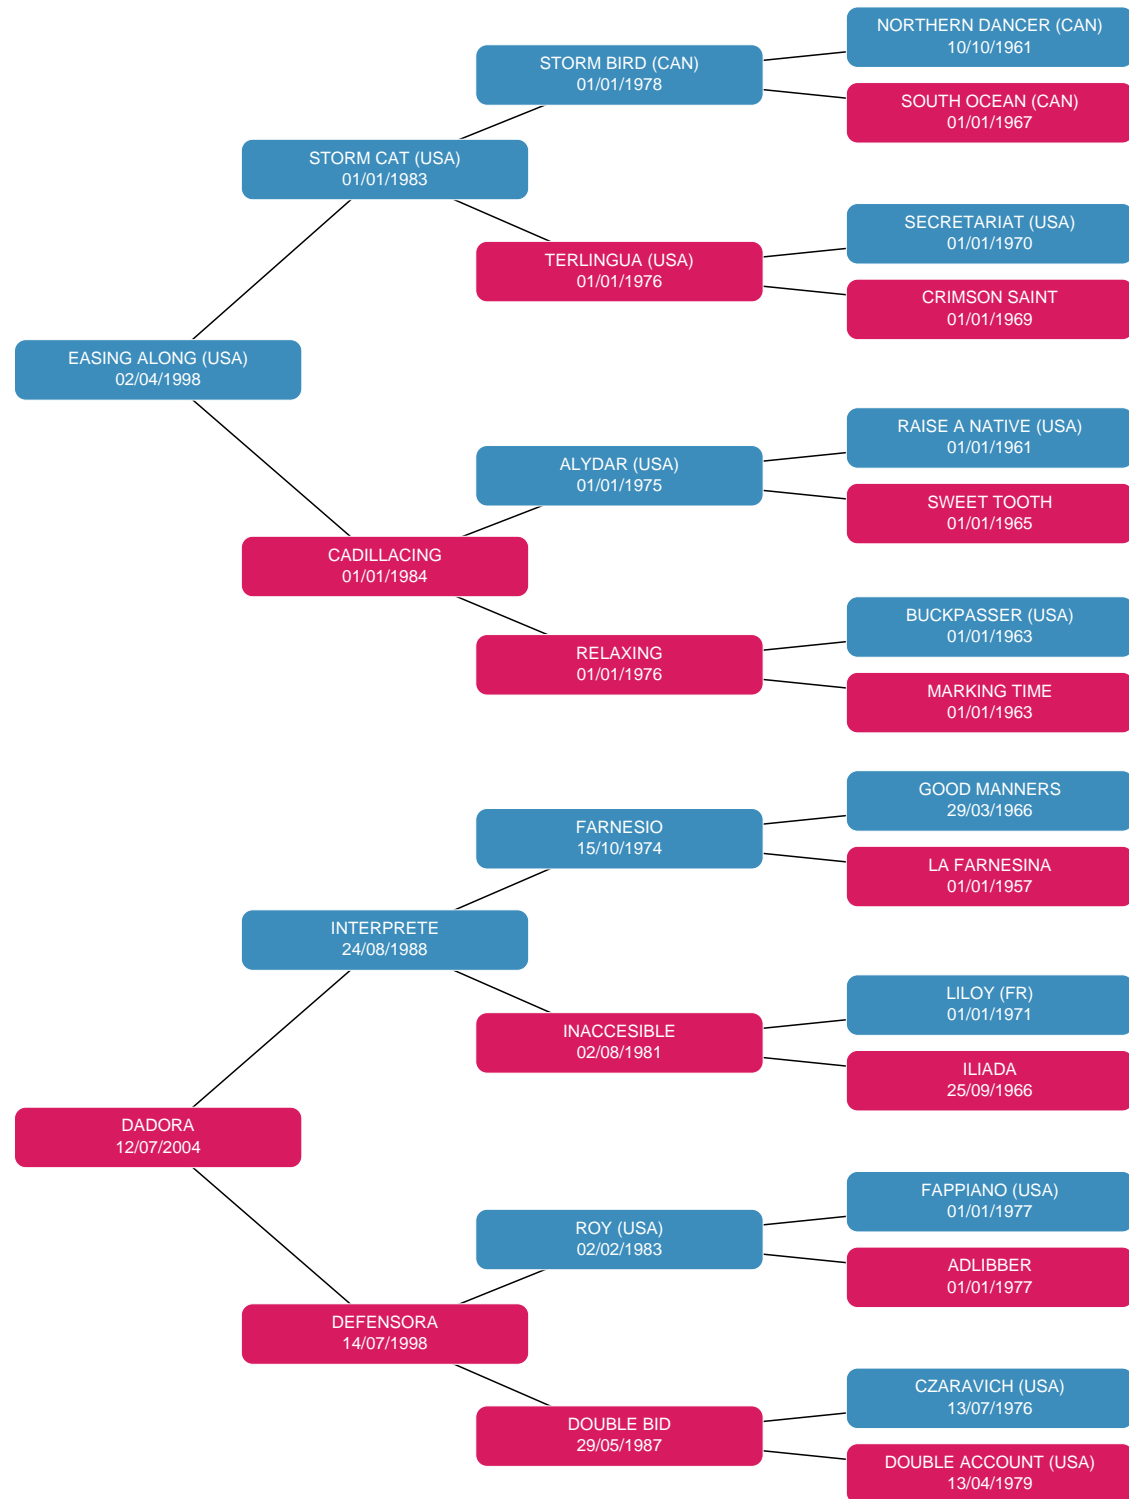 NORTHERN DANCER (CAN)
10/10/1961
STORM BIRD (CAN)
01/01/1978
SOUTH OCEAN (CAN)
01/01/1967
STORM CAT (USA)
01/01/1983
SECRETARIAT (USA)
01/01/1970
TERLINGUA (USA)
01/01/1976
CRIMSON SAINT
01/01/1969
EASING ALONG (USA)
02/04/1998
RAISE A NATIVE (USA)
01/01/1961
ALYDAR (USA)
01/01/1975
SWEET TOOTH
01/01/1965
CADILLACING
01/01/1984
BUCKPASSER (USA)
01/01/1963
RELAXING
01/01/1976
MARKING TIME
01/01/1963
GOOD MANNERS
29/03/1966
FARNESIO
15/10/1974
LA FARNESINA
01/01/1957
INTERPRETE
24/08/1988
LILOY (FR)
01/01/1971
INACCESIBLE
02/08/1981
ILIADA
25/09/1966
DADORA
12/07/2004
FAPPIANO (USA)
01/01/1977
ROY (USA)
02/02/1983
ADLIBBER
01/01/1977
DEFENSORA
14/07/1998
CZARAVICH (USA)
13/07/1976
DOUBLE BID
29/05/1987
DOUBLE ACCOUNT (USA)
13/04/1979